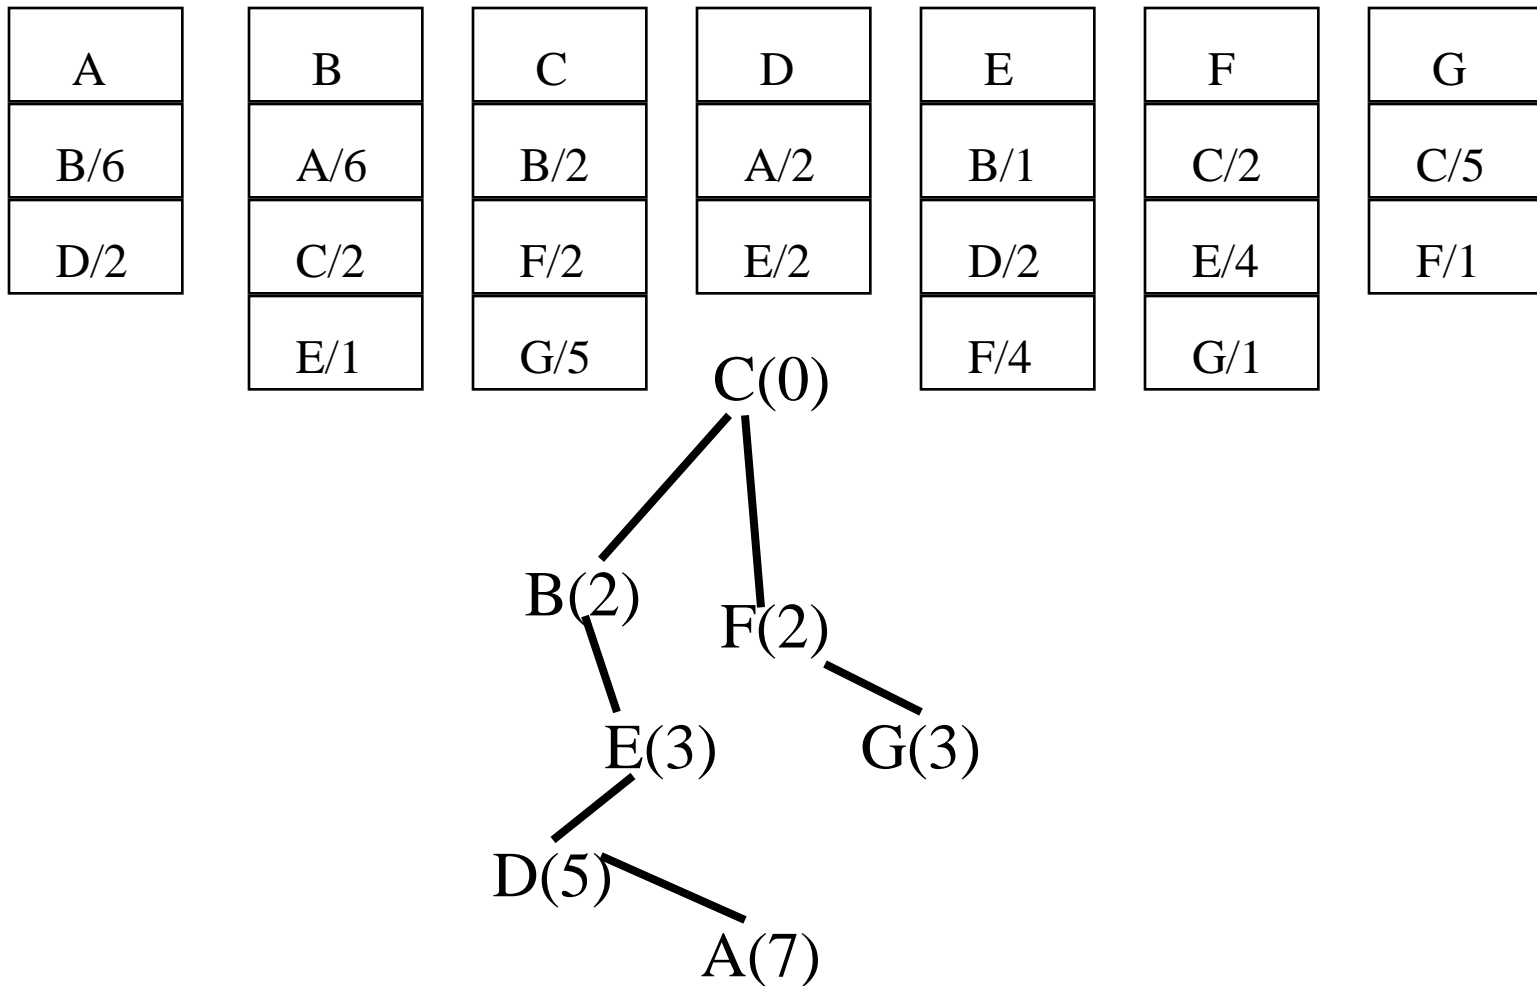 A B C D E F G
B/6 A/6 B/2 A/2 B/1 C/2 C/5
D/2 C/2 F/2 E/2 D/2 E/4 F/1
E/1 G/5 F/4 G/1
C(0)
B(2) F(2)
E(3) G(3)
D(5)
A(7)